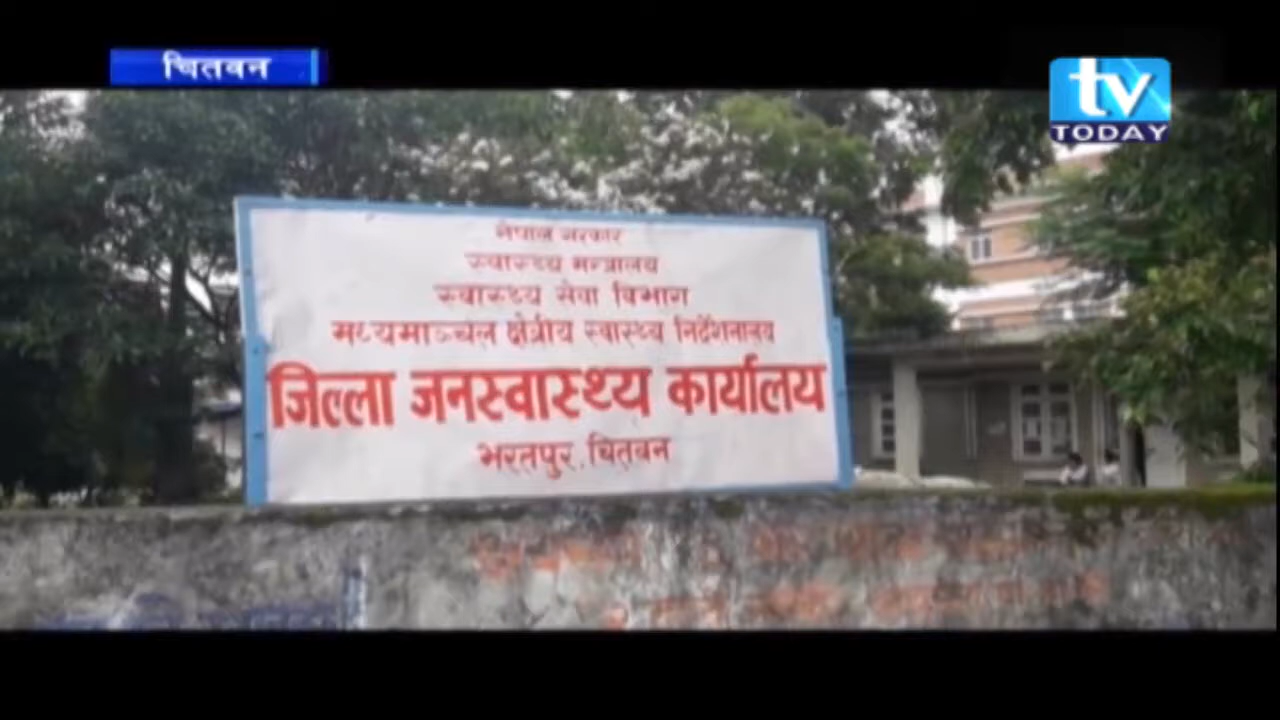 चितवन
tv
TODAY
नेपाल सरकार
स्वास्थ्य मन्त्रालय
स्वास्थ्य सेवा विभाग
मध्यमाञ्चल क्षेत्रीय स्वास्थ्य निर्देशनालय
जिल्ला जनस्वास्थ्य कार्यालय
भरतपुर, चितवन